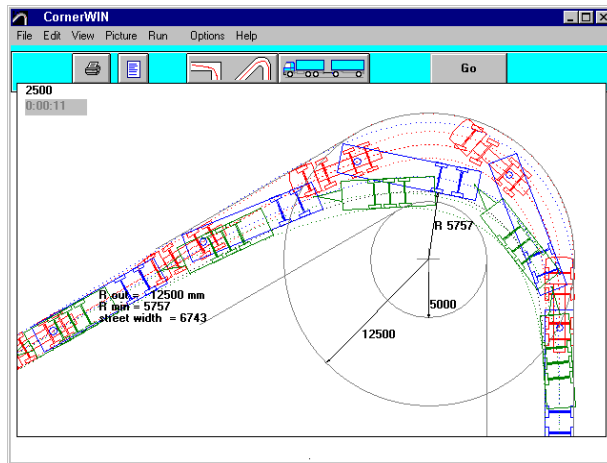 CornerWIN
File Edit View Picture Run Options Help
Go
2500
0:00:11
R 5757
R out = 12500 mm
R min = 5757
street width = 6743
5000
12500